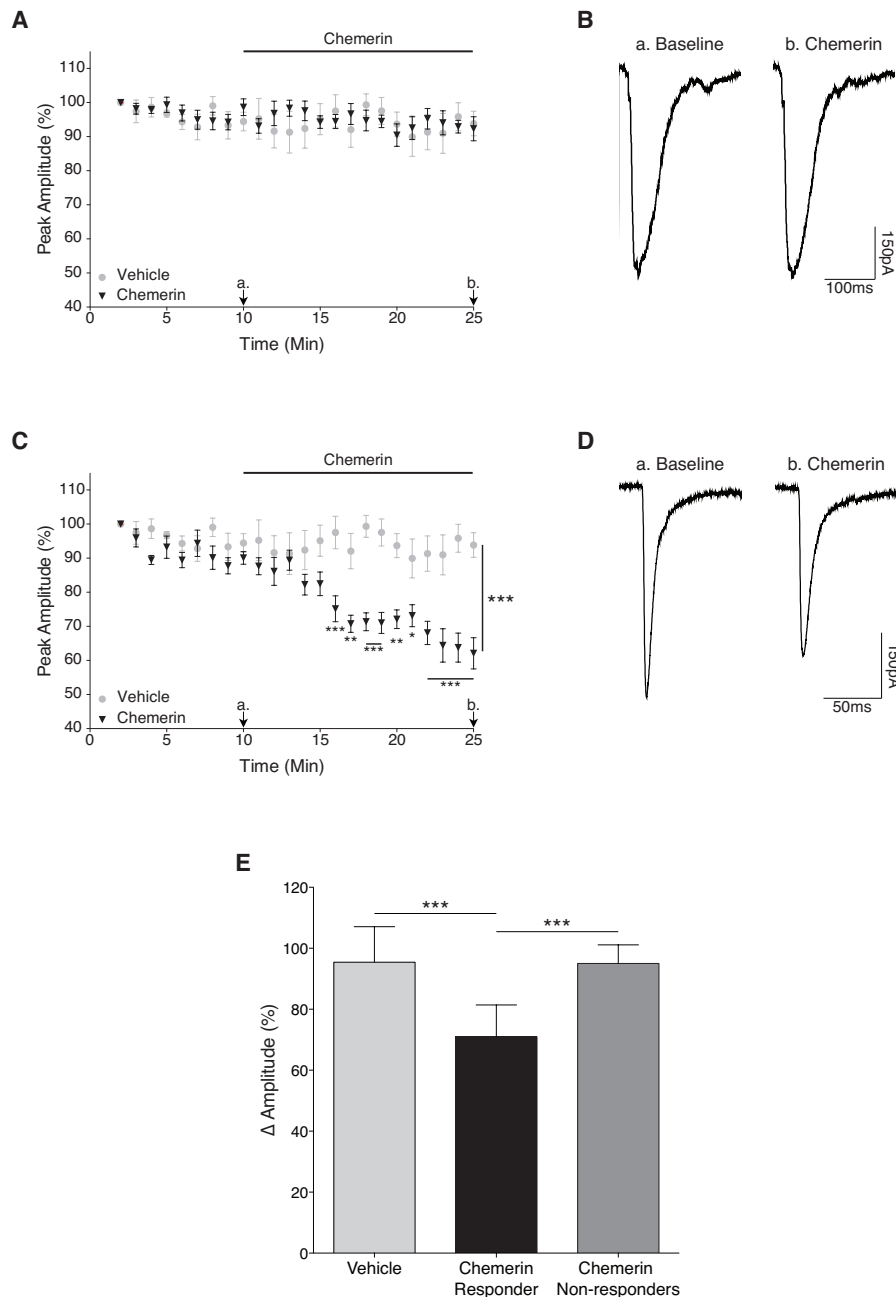 A
Chemerin
110
100
90
80
70
60
50
40
Peak Amplitude (%)
Vehicle
Chemerin
a.
b.
0
5
10
15
20
25
Time (Min)
B
a. Baseline
b. Chemerin
150pA
100ms
C
Chemerin
110
100
90
80
70
60
50
40
Peak Amplitude (%)
***
**
***
**
*
***
***
Vehicle
Chemerin
a.
b.
0
5
10
15
20
25
Time (Min)
D
a. Baseline
b. Chemerin
150pA
50ms
E
120
100
80
60
40
20
0
Δ Amplitude (%)
***
***
Vehicle
Chemerin
Responder
Chemerin
Non-responders